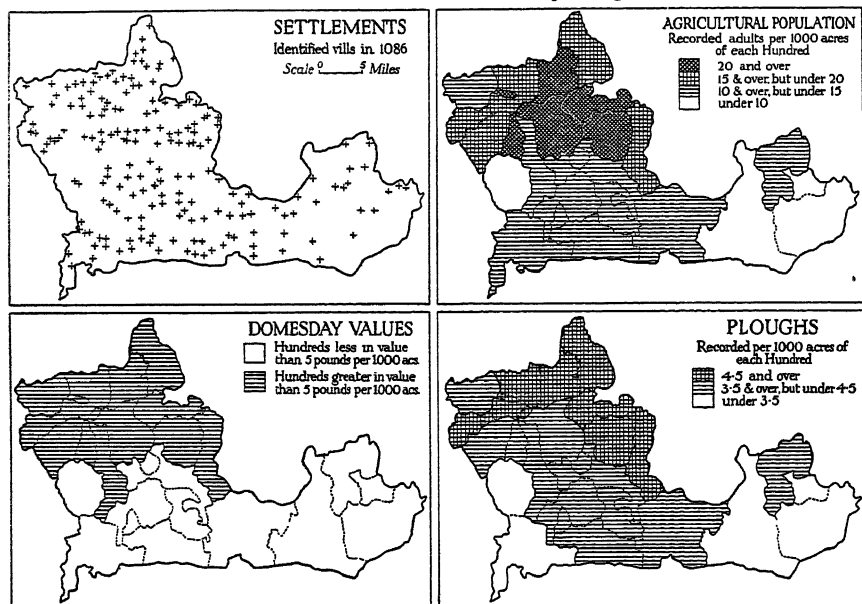 SETTLEMENTS
Identified vills in 1086
Scale 0 5 Miles
AGRICULTURAL POPULATION
Recorded adults per 1000 acres
of each Hundred
20 and over
15 & over, but under 20
10 & over, but under 15
under 10
DOMESDAY VALUES
Hundreds less in value
than 5 pounds per 1000 acs.
Hundreds greater in value
than 5 pounds per 1000 acs.
PLOUGHS
Recorded per 1000 acres of
each Hundred
4·5 and over
3·5 & over, but under 4·5
under 3·5